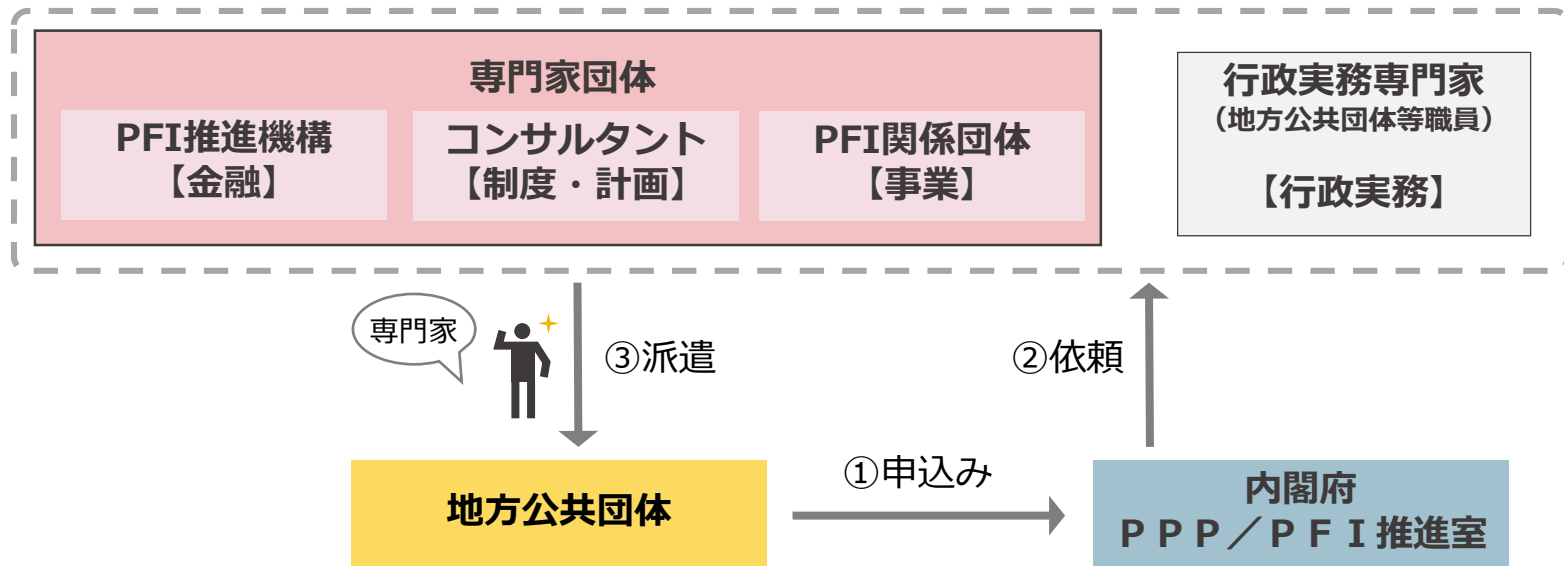 専門家団体
PFI推進機構
【金融】
コンサルタント
【制度・計画】
PFI関係団体
【事業】
行政実務専門家
（地方公共団体等職員）
【行政実務】
専門家
③派遣
②依頼
①申込み
地方公共団体
内閣府
ＰＰＰ／ＰＦＩ推進室